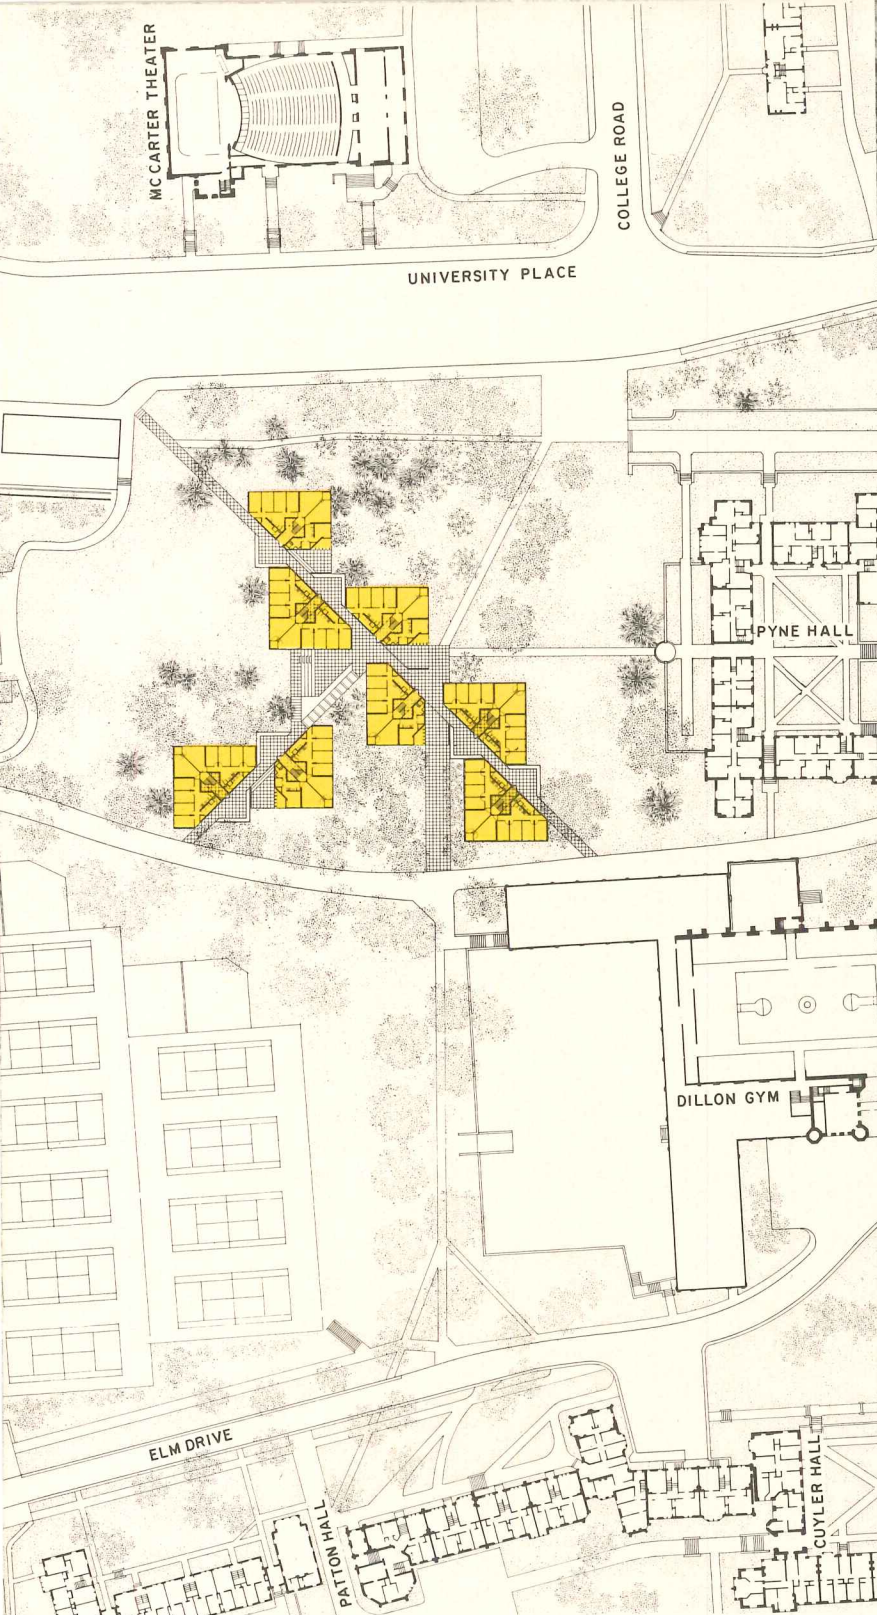 MCCARTER THEATER
COLLEGE ROAD
UNIVERSITY PLACE
PYNE HALL
DILLON GYM
ELM DRIVE
PATTON HALL
CUYLER HALL